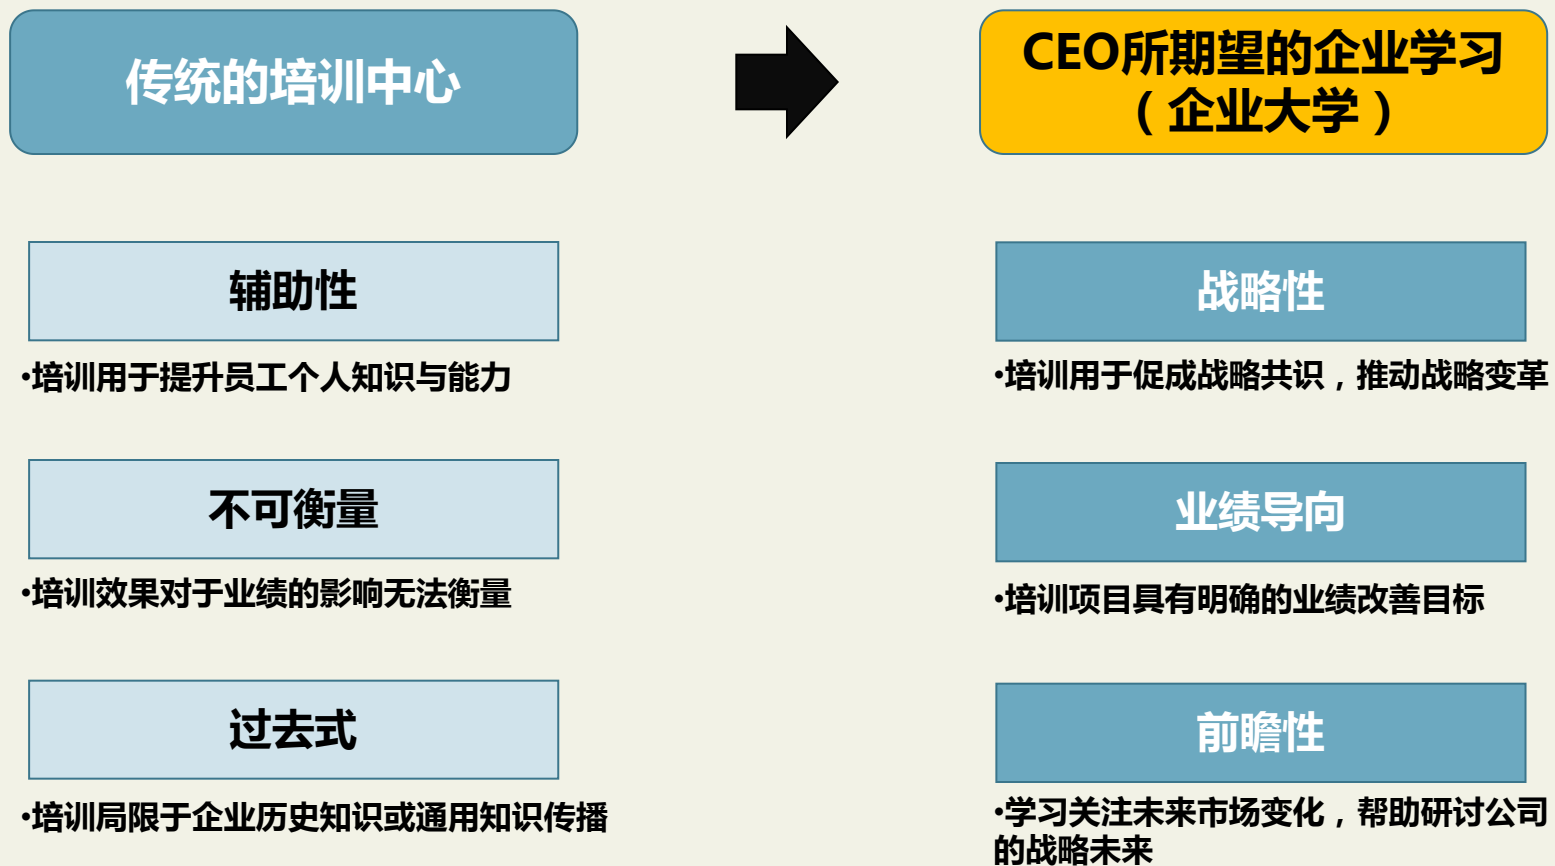 传统的培训中心
CEO所期望的企业学习
（企业大学）
辅助性
•培训用于提升员工个人知识与能力
不可衡量
•培训效果对于业绩的影响无法衡量
过去式
•培训局限于企业历史知识或通用知识传播
战略性
•培训用于促成战略共识，推动战略变革
业绩导向
•培训项目具有明确的业绩改善目标
前瞻性
•学习关注未来市场变化，帮助研讨公司
的战略未来